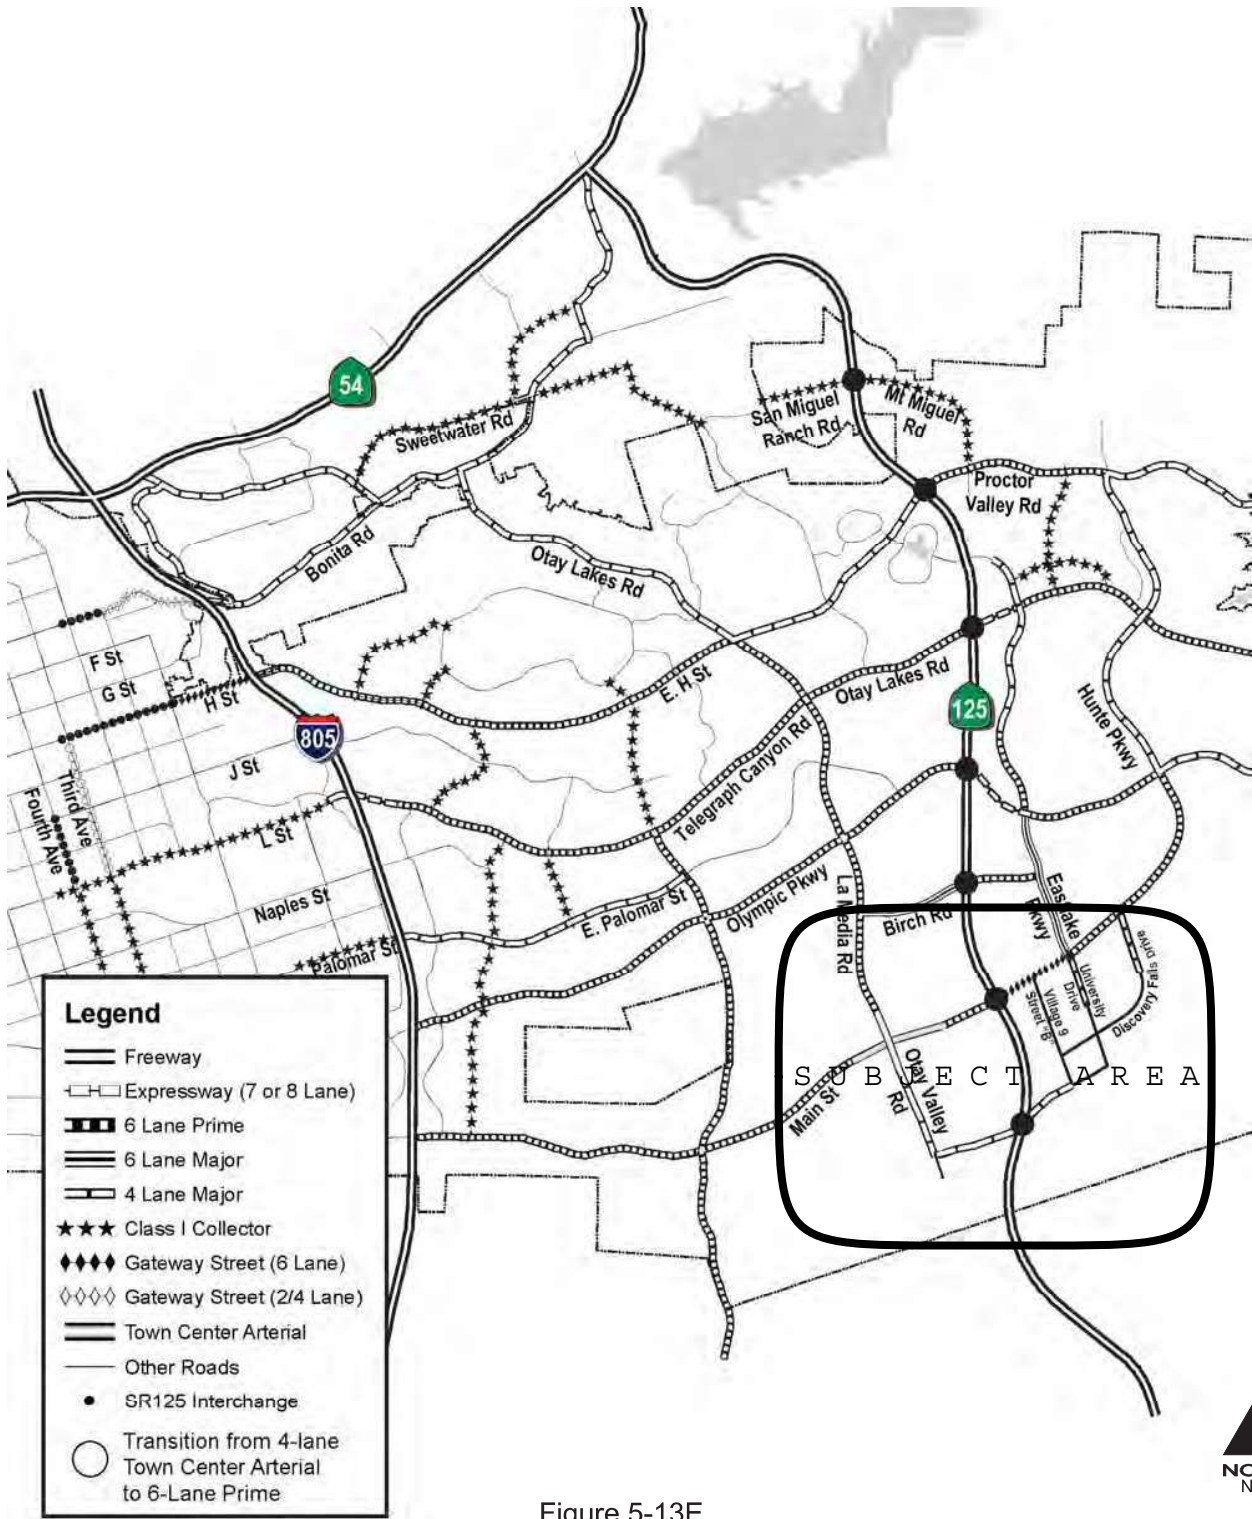 54
Sweetwater Rd
San Miguel
Ranch Rd
Mt Miguel
Rd
Proctor
Valley Rd
Bonita Rd
Otay Lakes Rd
F St
G St
H St
E. H St
Otay Lakes Rd
125
Hunte Pkwy
805
J St
Third Ave
Fourth Ave
L St
Telegraph Canyon Rd
Naples St
Palomar St
E. Palomar St
Olympic Pkwy
La Media Rd
Birch Rd
Eastlake
Pkwy
University
Drive
Village 9
Street "B"
Discovery Falls Drive
SUBJECT AREA
Otay Valley
Rd
Main St
Legend
Freeway
Expressway (7 or 8 Lane)
6 Lane Prime
6 Lane Major
4 Lane Major
Class I Collector
Gateway Street (6 Lane)
Gateway Street (2/4 Lane)
Town Center Arterial
Other Roads
SR125 Interchange
Transition from 4-lane
Town Center Arterial
to 6-Lane Prime
Figure 5-13E